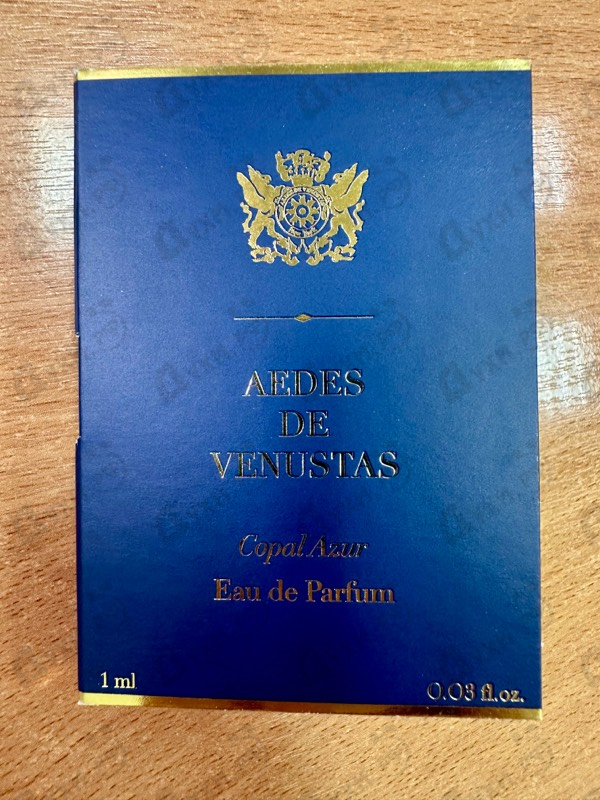 AEDES
DE
VENUSTAS
Copal Azur
Eau de Parfum
1 ml
0.03 fl.oz.